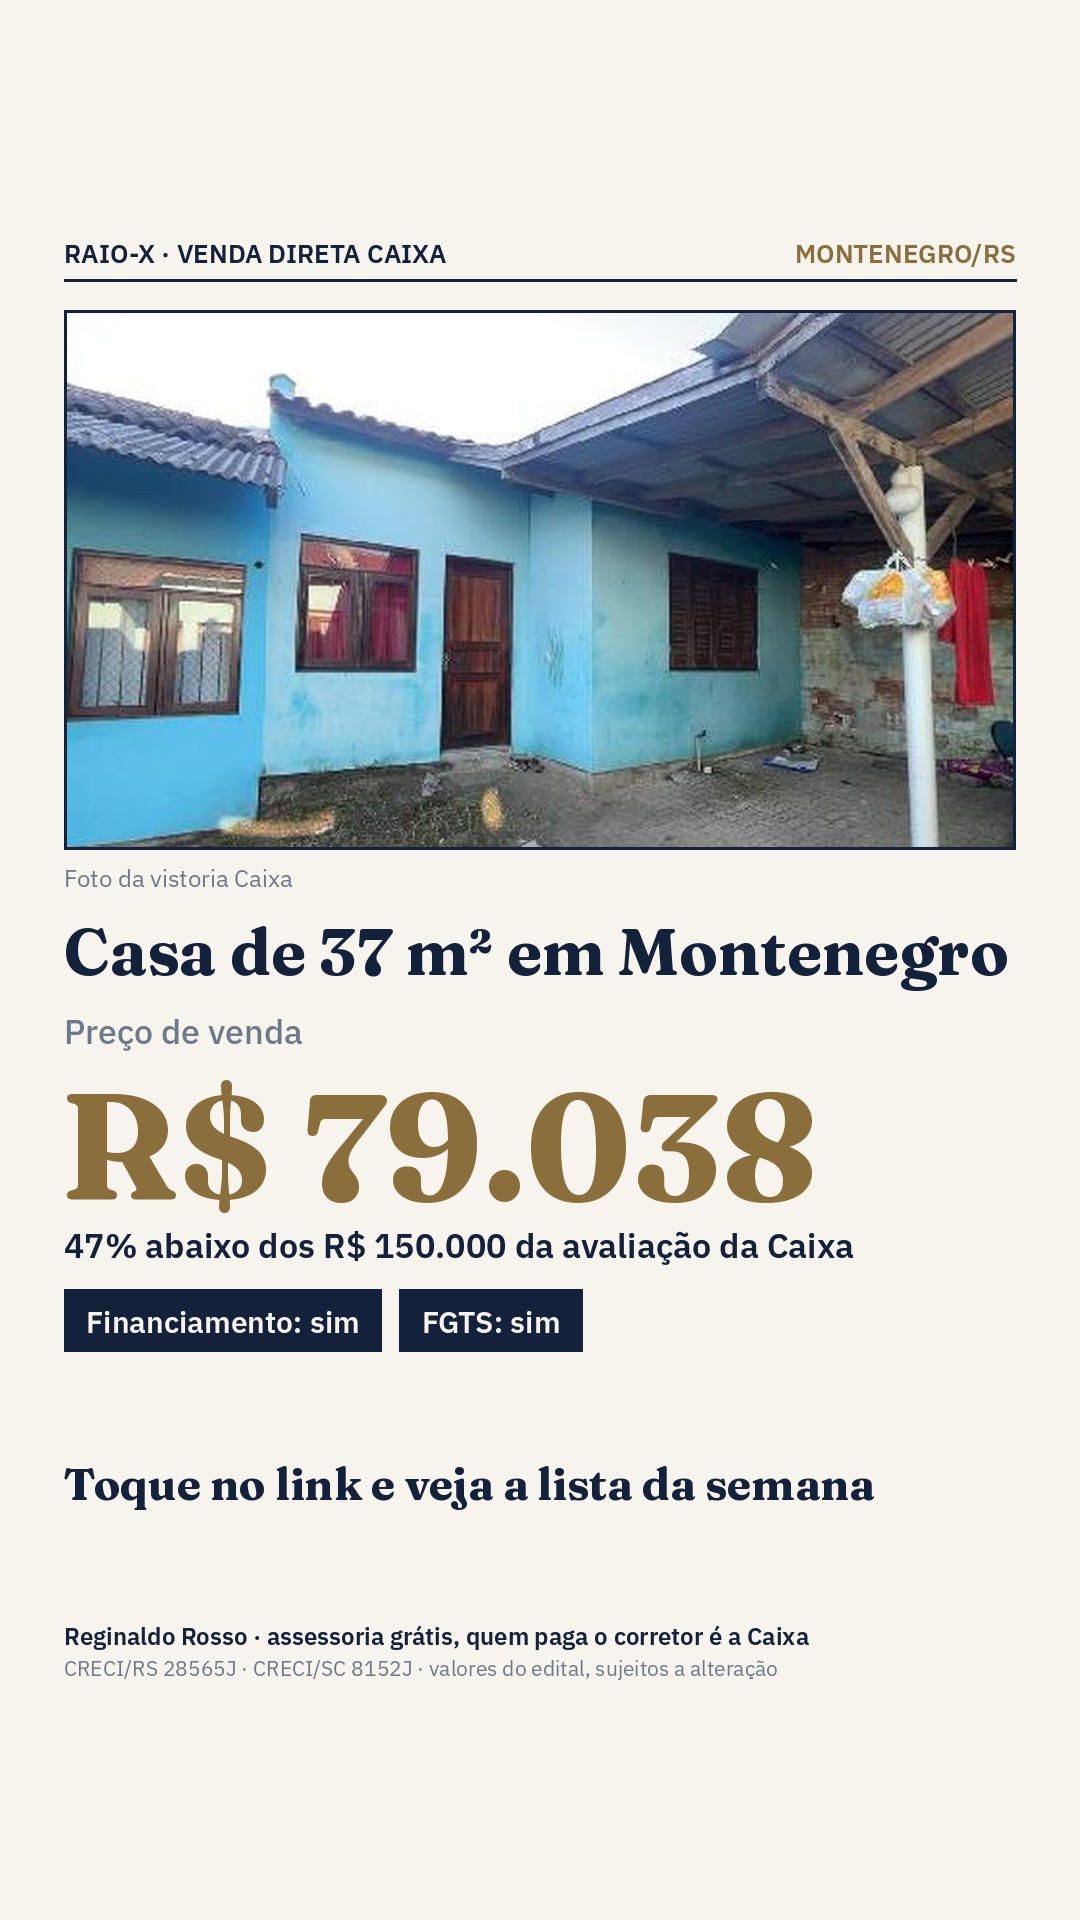 RAIO-X · VENDA DIRETA CAIXA
MONTENEGRO/RS
Foto da vistoria Caixa
Casa de 37 m² em Montenegro
Preço de venda
R$ 79.038
47% abaixo dos R$ 150.000 da avaliação da Caixa
Financiamento: sim
FGTS: sim
Toque no link e veja a lista da semana
Reginaldo Rosso · assessoria grátis, quem paga o corretor é a Caixa
CRECI/RS 28565J · CRECI/SC 8152J · valores do edital, sujeitos a alteração